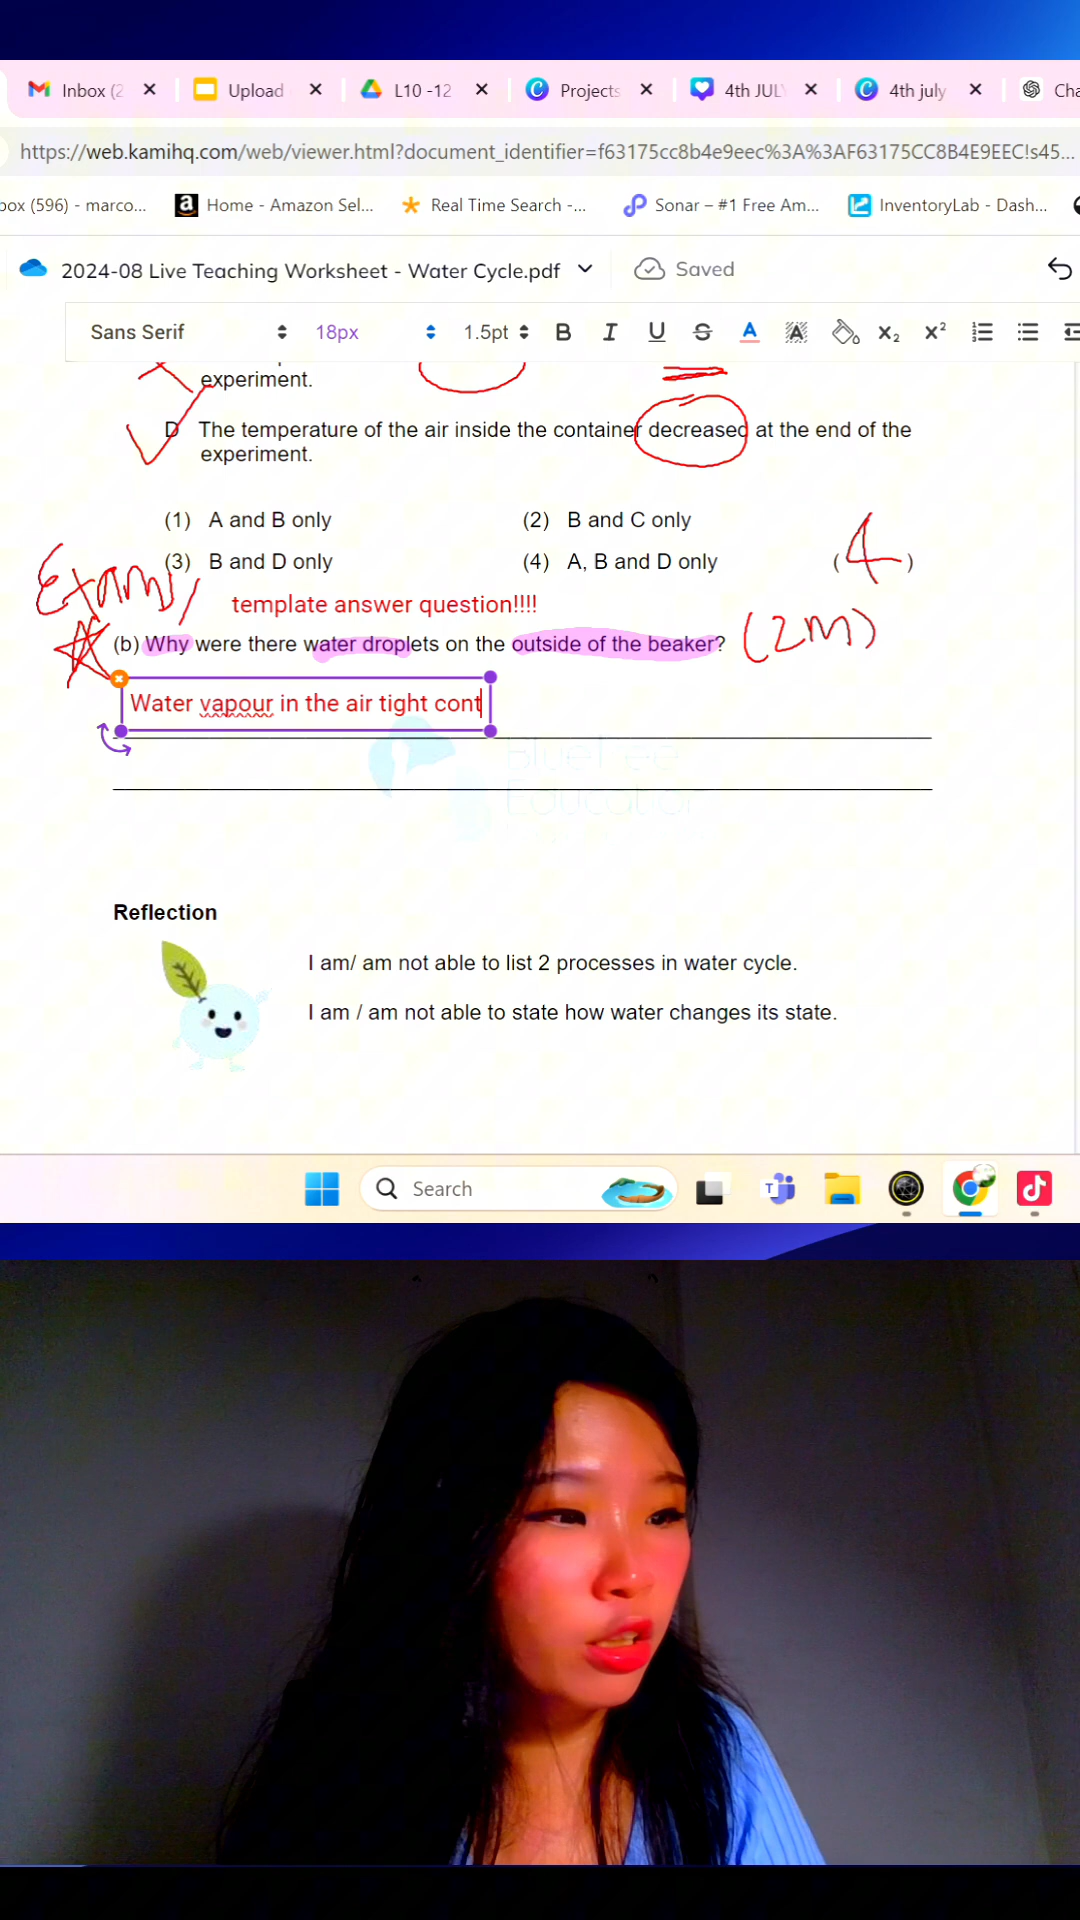 Inbox (2
Upload
L10 -12
Projects
4th JUL
4th july
Cha
https://web.kamihq.com/web/viewer.html?document_identifier=f63175cc8b4e9eec%3A%3AF63175CC8B4E9EEC!s45...
box (596) - marco...
Home - Amazon Sel...
Real Time Search -...
Sonar – #1 Free Am...
InventoryLab - Dash...
2024-08 Live Teaching Worksheet - Water Cycle.pdf
Saved
Sans Serif
18px
1.5pt
B I U S A A X₂ X²
experiment.
D The temperature of the air inside the container decreased at the end of the
experiment.
(1) A and B only
(2) B and C only
(3) B and D only
(4) A, B and D only
( 4 )
Exams
template answer question!!!!
(b) Why were there water droplets on the outside of the beaker? (2m)
Water vapour in the air tight cont
BlueTree
Education
Reflection
I am/ am not able to list 2 processes in water cycle.
I am / am not able to state how water changes its state.
Search